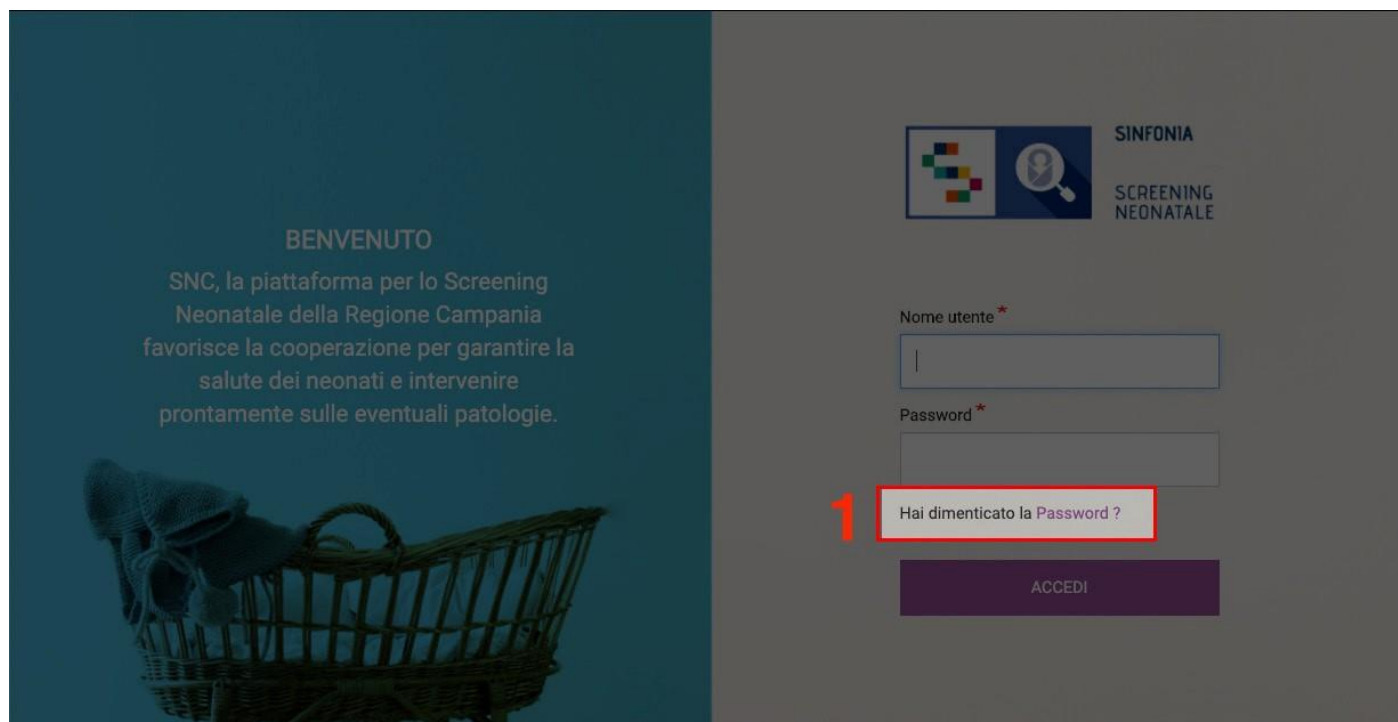 BENVENUTO
SNC, la piattaforma per lo Screening
Neonatale della Regione Campania
favorisce la cooperazione per garantire la
salute dei neonati e intervenire
prontamente sulle eventuali patologie.
SINFONIA
SCREENING
NEONATALE
Nome utente *
Password *
1
Hai dimenticato la Password ?
ACCEDI